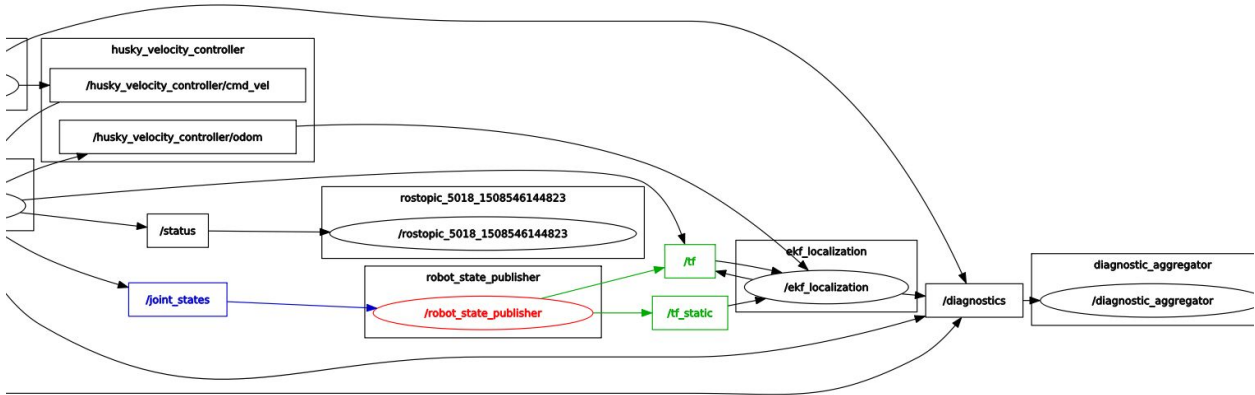 husky_velocity_controller
/husky_velocity_controller/cmd_vel
/husky_velocity_controller/odom
rostopic_5018_1508546144823
/status
/rostopic_5018_1508546144823
/tf
ekf_localization
/ekf_localization
diagnostic_aggregator
/diagnostics
/diagnostic_aggregator
/joint_states
robot_state_publisher
/robot_state_publisher
/tf_static